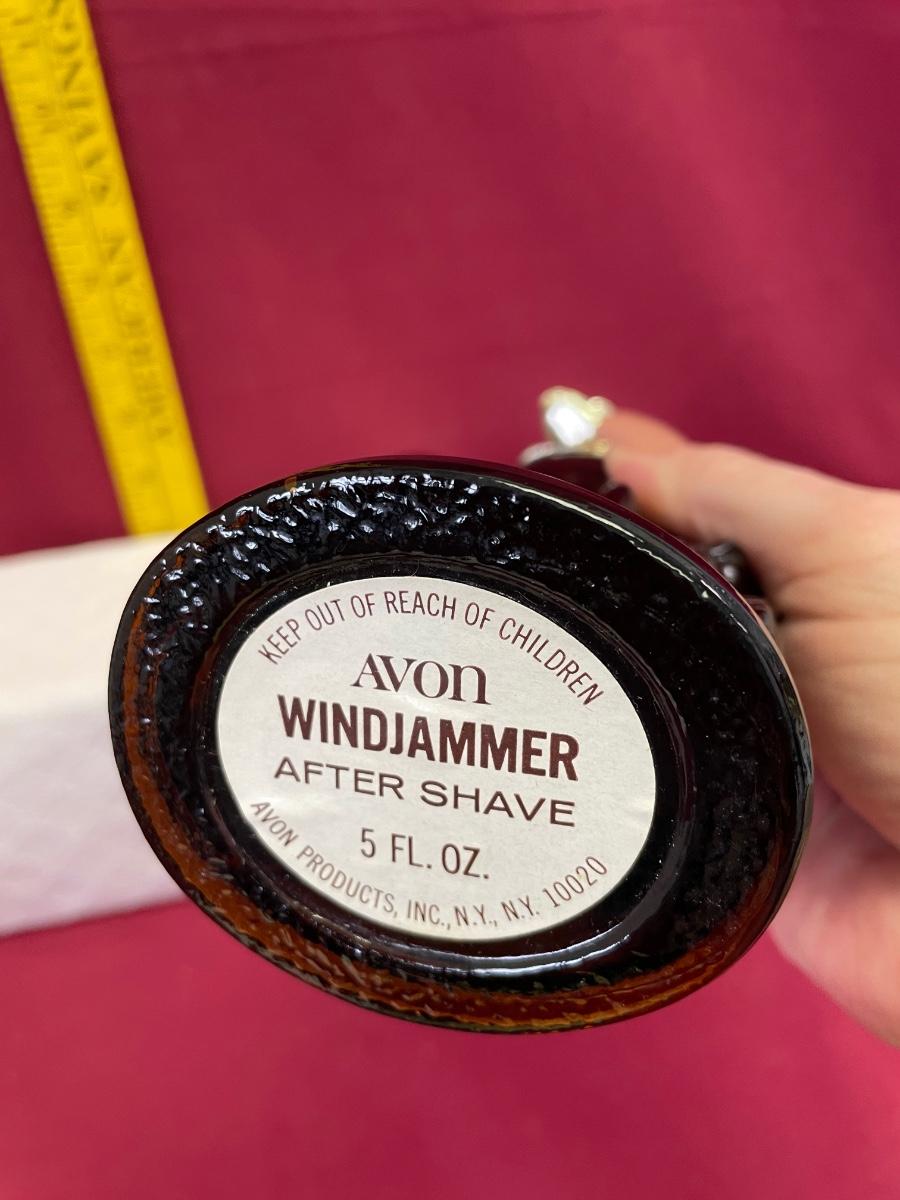 KEEP OUT OF REACH OF CHILDREN
AVON
WINDJAMMER
AFTER SHAVE
5 FL. OZ.
AVON PRODUCTS, INC., N.Y., N.Y. 10020